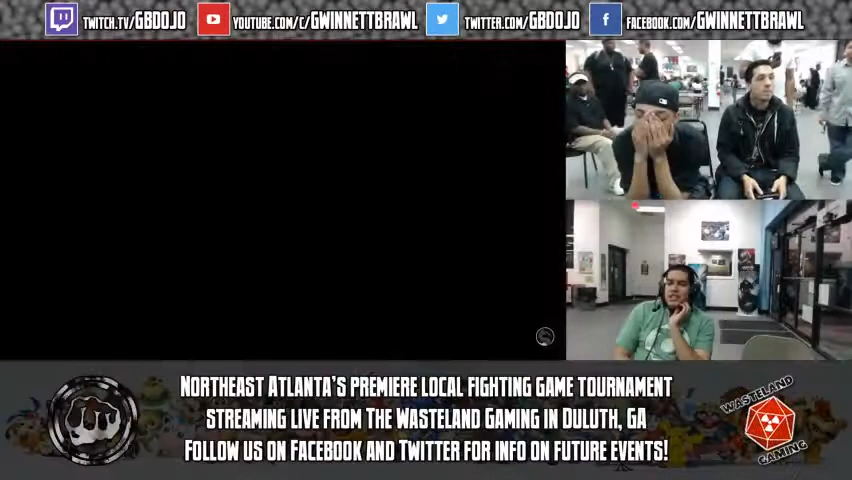 TWITCH.TV/GBDOJO
YOUTUBE.COM/C/GWINNETTBRAWL
TWITTER.COM/GBDOJO
FACEBOOK.COM/GWINNETTBRAWL
NORTHEAST ATLANTA'S PREMIERE LOCAL FIGHTING GAME TOURNAMENT
STREAMING LIVE FROM THE WASTELAND GAMING IN DULUTH, GA
FOLLOW US ON FACEBOOK AND TWITTER FOR INFO ON FUTURE EVENTS!
WASTELAND
GAMING